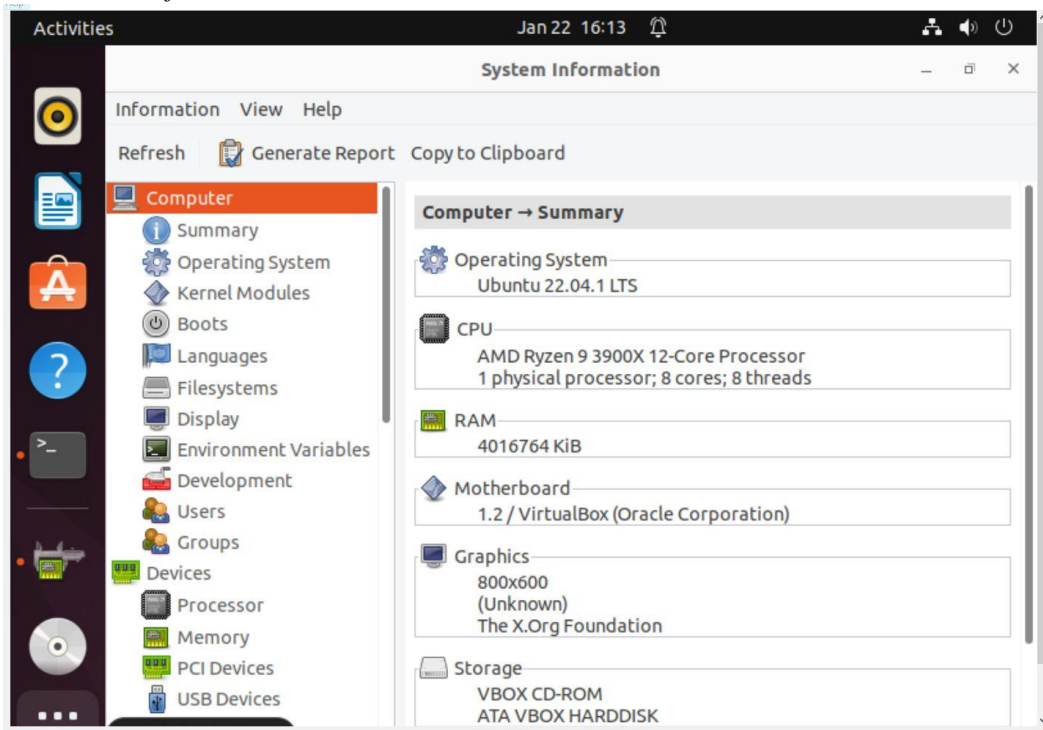 Activities
Jan 22 16:13
System Information
Information View Help
Refresh Generate Report Copy to Clipboard
Computer
Summary
Operating System
Kernel Modules
Boots
Languages
Filesystems
Display
Environment Variables
Development
Users
Groups
Devices
Processor
Memory
PCI Devices
USB Devices
Computer → Summary
Operating System
Ubuntu 22.04.1 LTS
CPU
AMD Ryzen 9 3900X 12-Core Processor
1 physical processor; 8 cores; 8 threads
RAM
4016764 KiB
Motherboard
1.2 / VirtualBox (Oracle Corporation)
Graphics
800x600
(Unknown)
The X.Org Foundation
Storage
VBOX CD-ROM
ATA VBOX HARDDISK